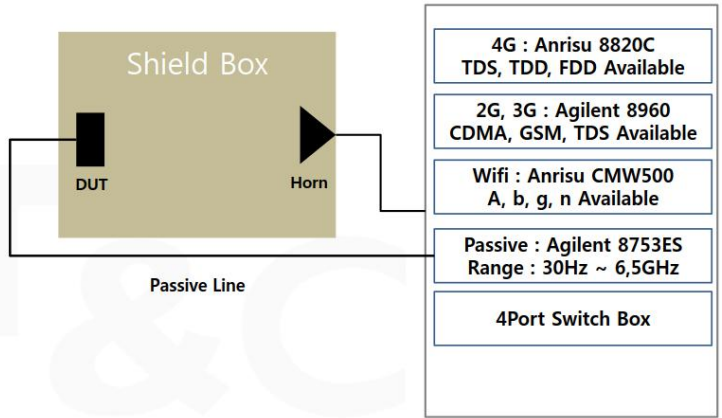 Shield Box
DUT
Horn
Passive Line
4G : Anrisu 8820C
TDS, TDD, FDD Available
2G, 3G : Agilent 8960
CDMA, GSM, TDS Available
Wifi : Anrisu CMW500
A, b, g, n Available
Passive : Agilent 8753ES
Range : 30Hz ~ 6,5GHz
4Port Switch Box